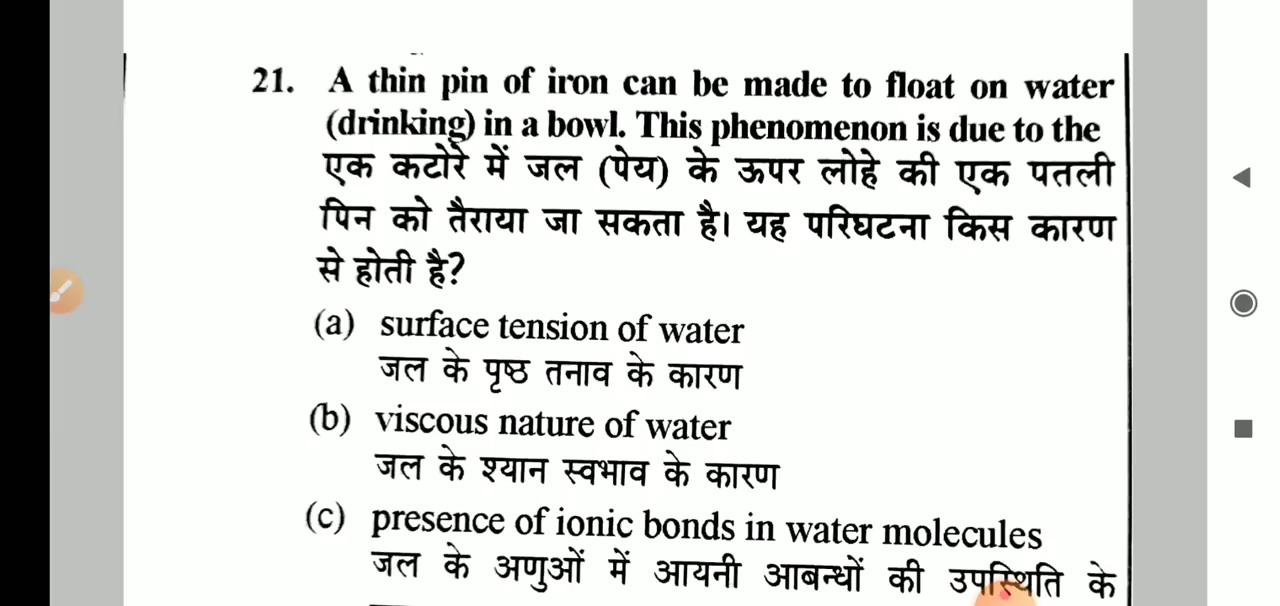 21. A thin pin of iron can be made to float on water
(drinking) in a bowl. This phenomenon is due to the
एक कटोरे में जल (पेय) के ऊपर लोहे की एक पतली
पिन को तैराया जा सकता है। यह परिघटना किस कारण
से होती है?
(a) surface tension of water
जल के पृष्ठ तनाव के कारण
(b) viscous nature of water
जल के श्यान स्वभाव के कारण
(c) presence of ionic bonds in water molecules
जल के अणुओं में आयनी आबन्धों की उपस्थिति के